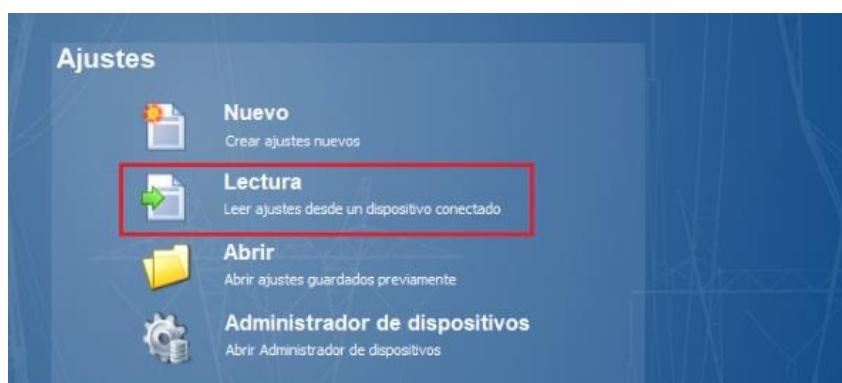 Ajustes
Nuevo
Crear ajustes nuevos
Lectura
Leer ajustes desde un dispositivo conectado
Abrir
Abrir ajustes guardados previamente
Administrador de dispositivos
Abrir Administrador de dispositivos